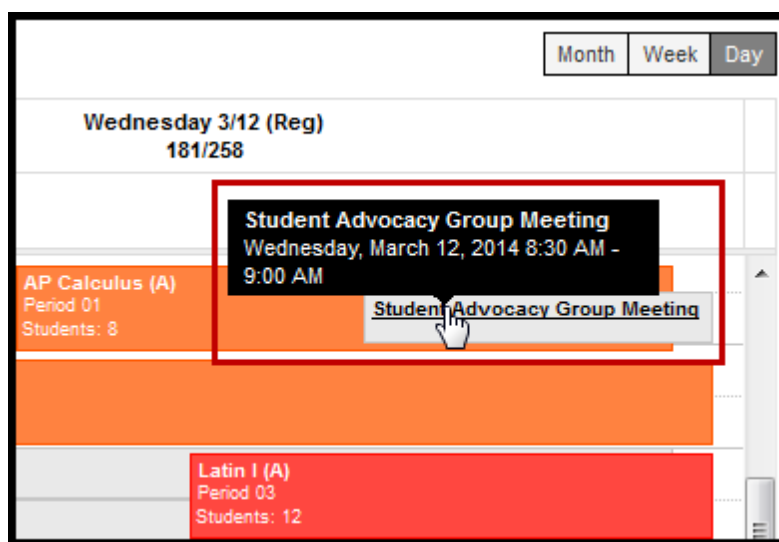 Month Week Day
Wednesday 3/12 (Reg)
181/258
Student Advocacy Group Meeting
Wednesday, March 12, 2014 8:30 AM -
9:00 AM
AP Calculus (A)
Period 01
Students: 8
Student Advocacy Group Meeting
Latin I (A)
Period 03
Students: 12